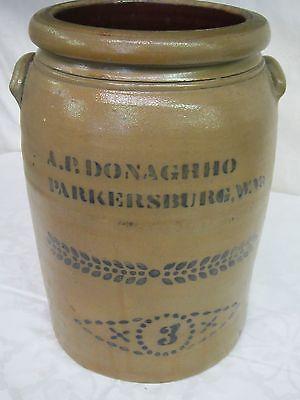 A.P. DONAGHHO
PARKERSBURG, W.VA
3